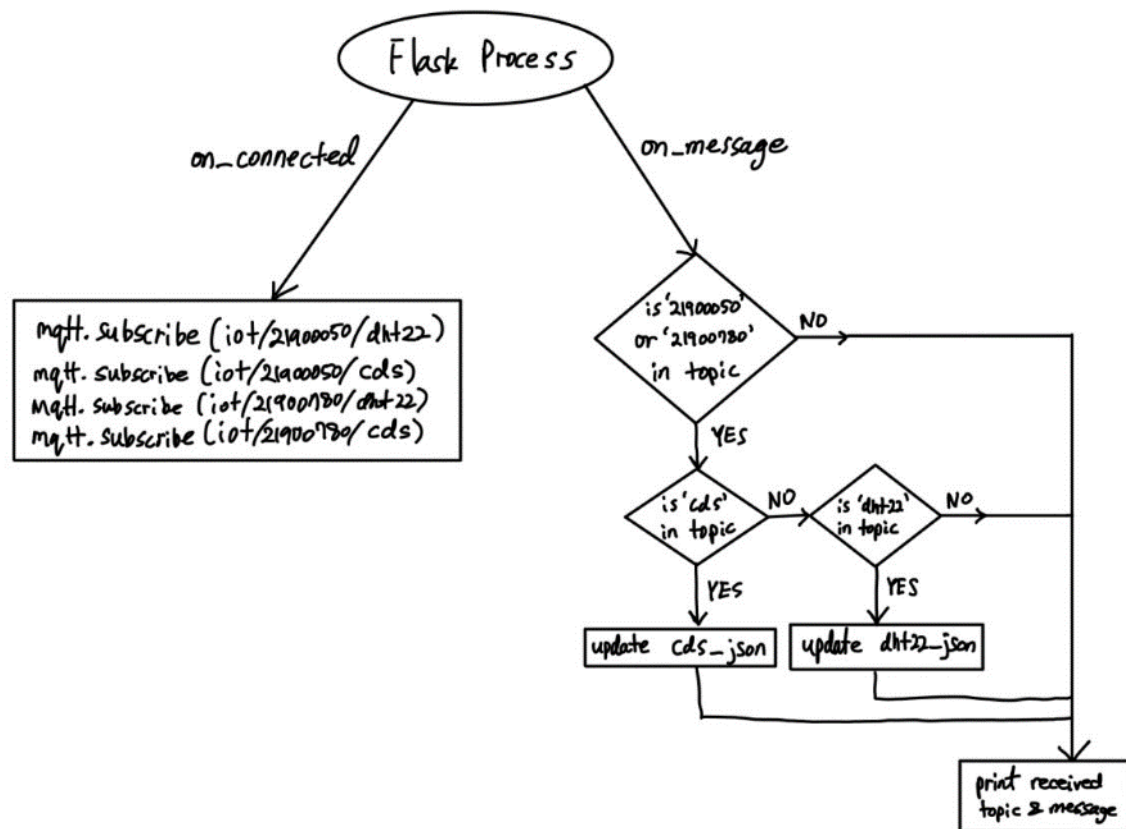 Flask Process
on_connected
on_message
mqtt. subscribe (iot/21900050/dht22)
mqtt. subscribe (iot/21900050/cds)
mqtt. subscribe (iot/21900780/dht22)
mqtt. subscribe (iot/21900780/cds)
is '21900050'
or '21900780'
in topic
NO
YES
is 'cds'
in topic
NO
is 'dht22'
in topic
NO
YES
YES
update cds_json
update dht22_json
print received
topic & message